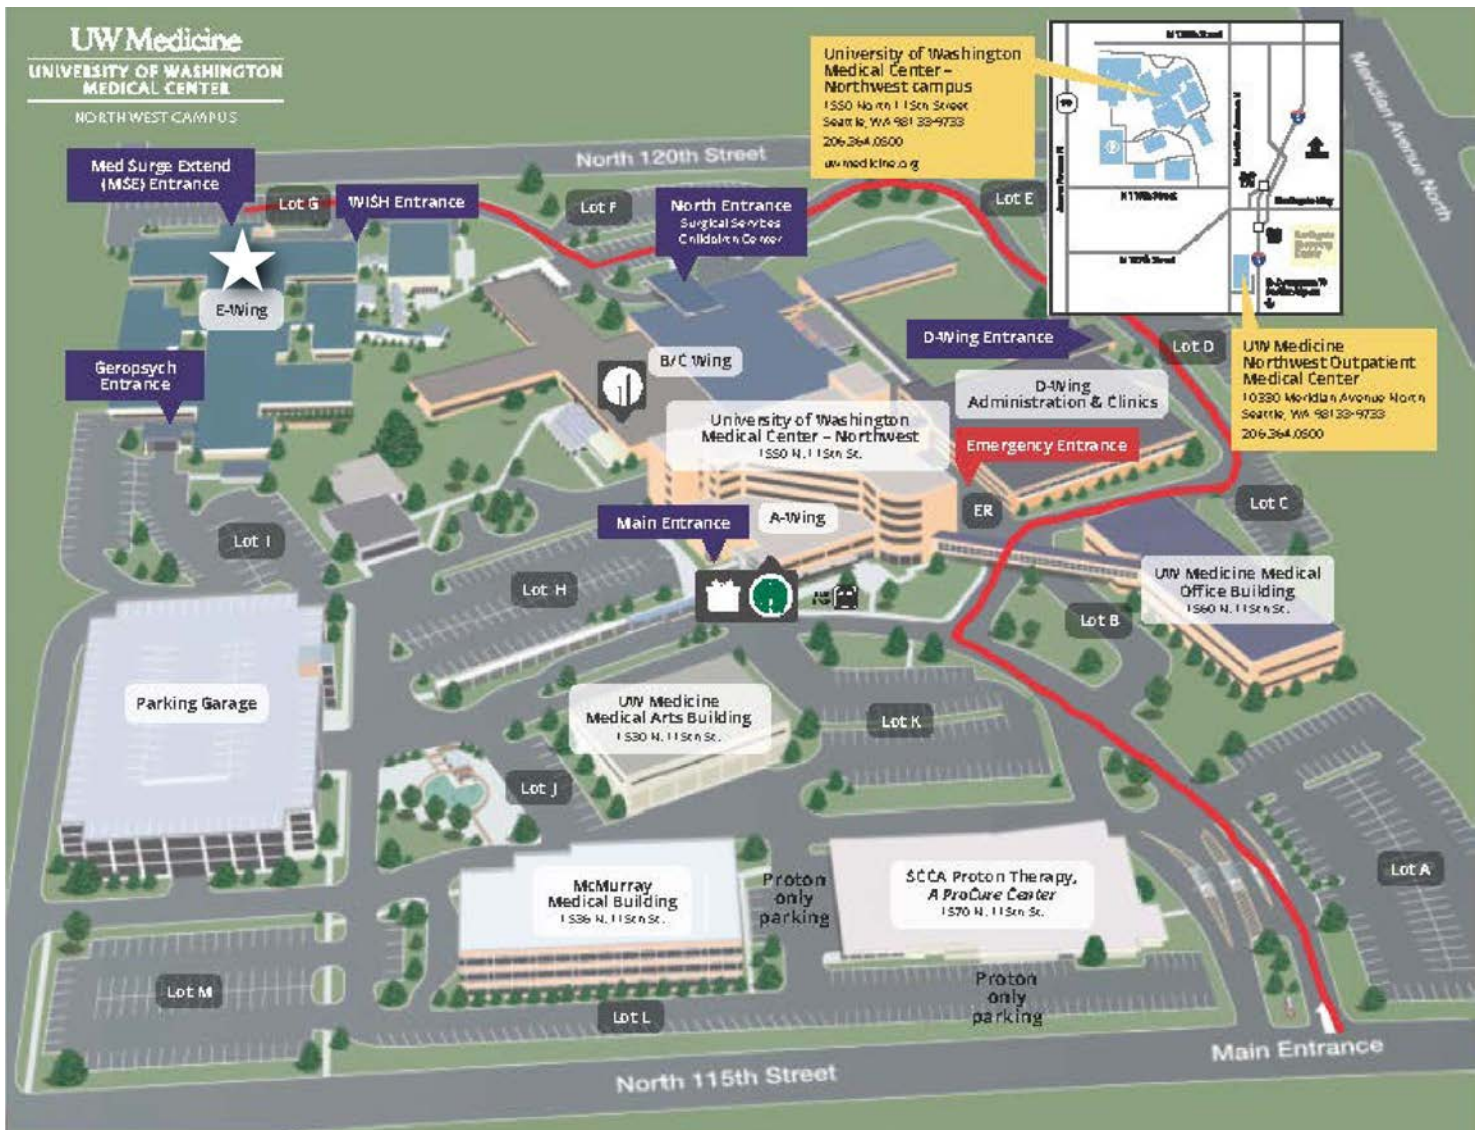 UW Medicine
UNIVERSITY OF WASHINGTON
MEDICAL CENTER
NORTHWEST CAMPUS
Med Surge Extend
(MSE) Entrance
Lot G
WISH Entrance
North 120th Street
Lot F
North Entrance
Surgical Services
Childbirth Center
University of Washington
Medical Center –
Northwest campus
1550 North 115th Street
Seattle, WA 98133-9733
206.364.0500
uwmedicine.org
Lot E
Meridian Avenue North
Meridian Avenue N
N 115th Street
E-Wing
Geropsych
Entrance
B/C Wing
D-Wing Entrance
Lot D
D-Wing
Administration & Clinics
UW Medicine
Northwest Outpatient
Medical Center
10330 Meridian Avenue North
Seattle, WA 98133-9733
206.364.0500
University of Washington
Medical Center – Northwest
1550 N. 115th St.
Emergency Entrance
ER
Lot C
Main Entrance
A-Wing
Lot I
Lot H
UW Medicine Medical
Office Building
1560 N. 115th St.
Lot B
Parking Garage
UW Medicine
Medical Arts Building
1530 N. 115th St.
Lot K
Lot J
McMurray
Medical Building
1536 N. 115th St.
Proton
only
parking
SCCA Proton Therapy,
A ProCure Center
1570 N. 115th St.
Lot A
Lot M
Lot L
Proton
only
parking
Main Entrance
North 115th Street